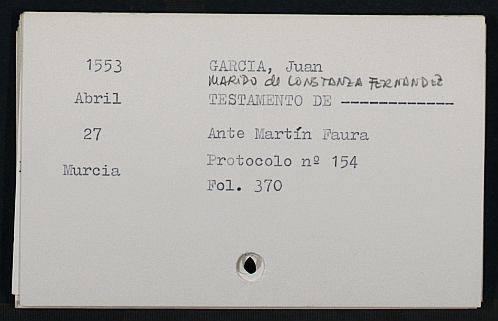 1553 GARCIA, Juan
MARIDO de CONSTANZA FERNANDEZ
Abril TESTAMENTO DE ------------
27 Ante Martín Faura
Murcia Protocolo nº 154
Fol. 370